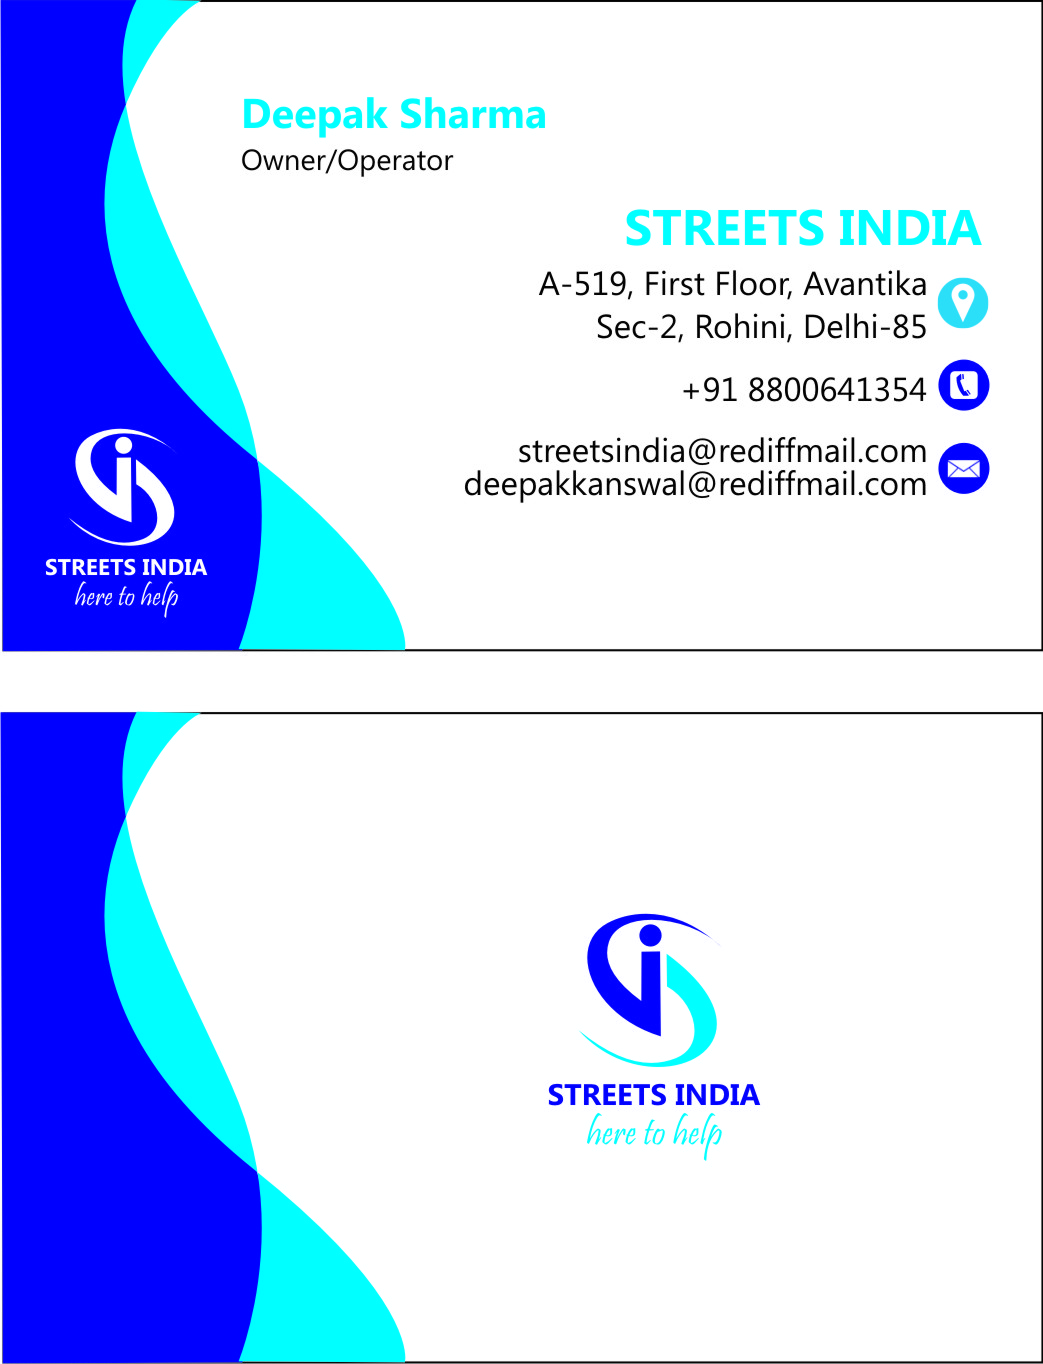 Deepak Sharma
Owner/Operator
STREETS INDIA
A-519, First Floor, Avantika
Sec-2, Rohini, Delhi-85
+91 8800641354
streetsindia@rediffmail.com
deepakkanswal@rediffmail.com
STREETS INDIA
here to help
STREETS INDIA
here to help